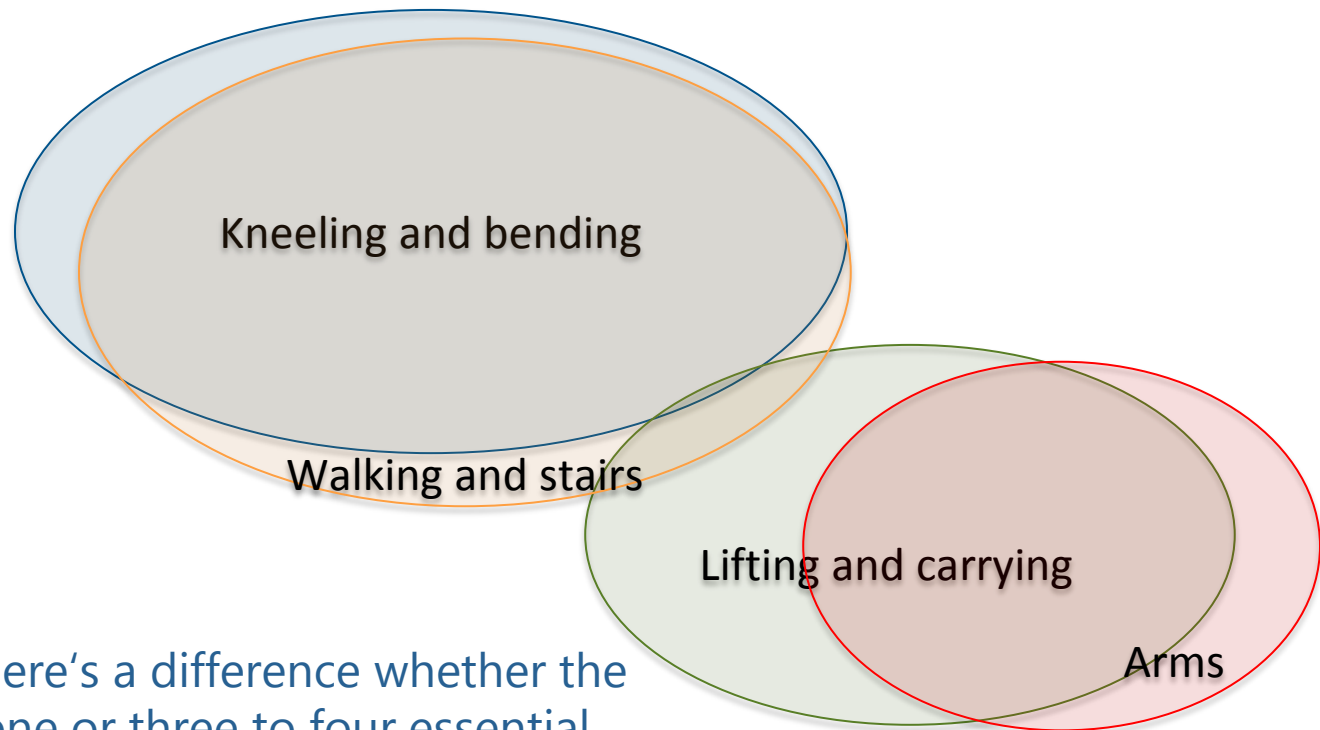 Kneeling and bending
Walking and stairs
Lifting and carrying
Arms
ere‘s a difference whether the
one or three to four essential